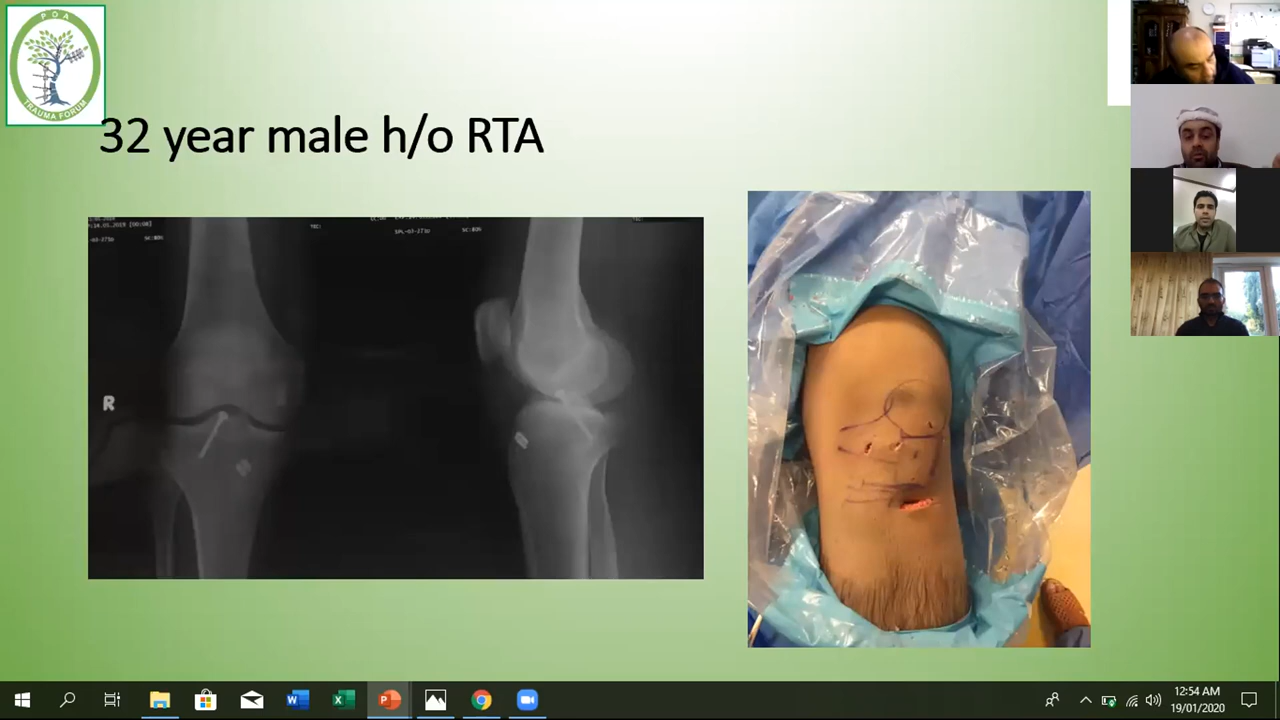 POA
TRAUMA FORUM
32 year male h/o RTA
R
12:54 AM
19/01/2020